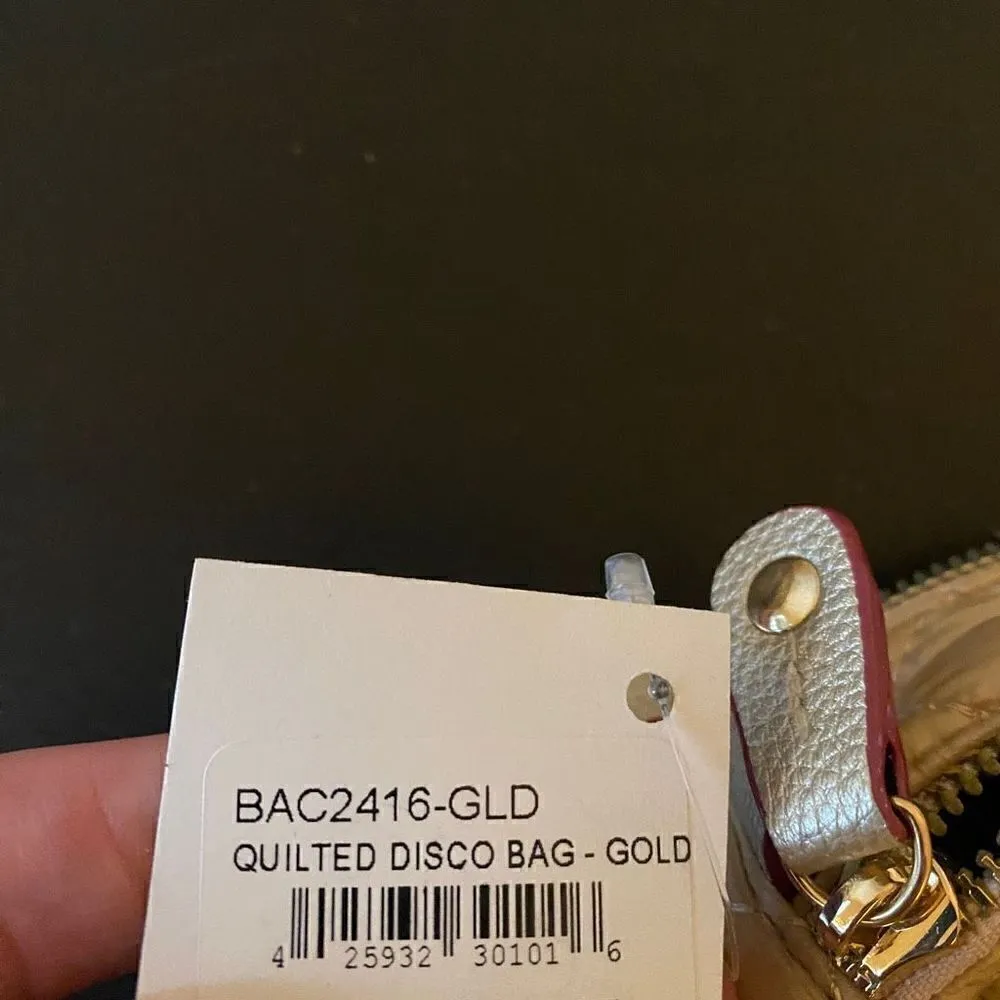 BAC2416-GLD
QUILTED DISCO BAG - GOLD
4 25932 30101 6